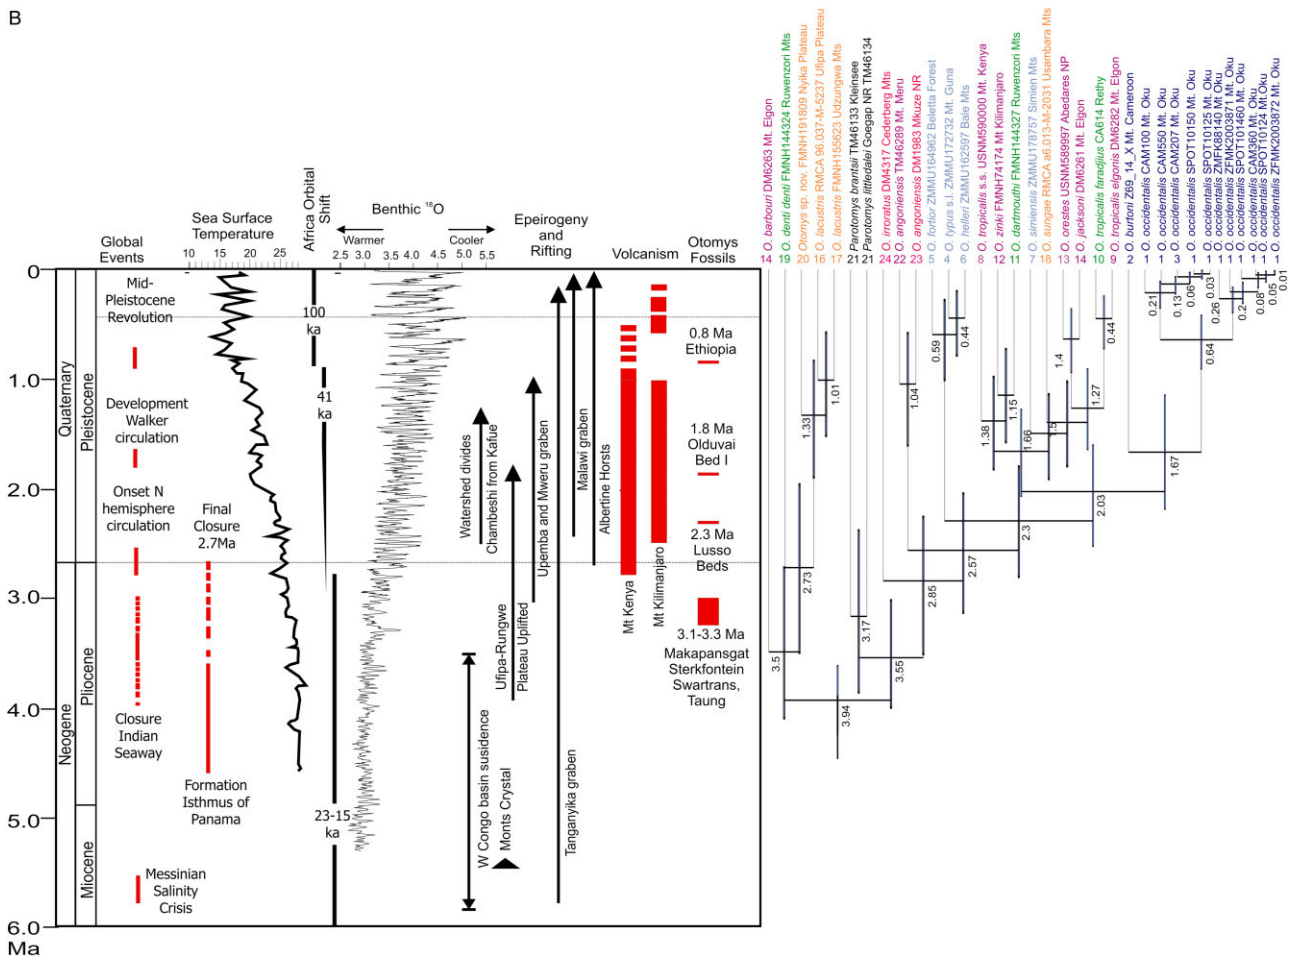 B
Global
Events
Sea Surface
Temperature
10 15 20 25
Africa Orbital
Shift
Benthic 18O
Warmer
Cooler
2.5 3.0 3.5 4.0 4.5 5.0 5.5
Epeirogeny
and
Rifting
Volcanism
Otomys
Fossils
0
1.0
2.0
3.0
4.0
5.0
6.0
Ma
Quaternary
Neogene
Pleistocene
Pliocene
Miocene
Mid-
Pleistocene
Revolution
Development
Walker
circulation
Onset N
hemisphere
circulation
Closure
Indian
Seaway
Messinian
Salinity
Crisis
Final
Closure
2.7Ma
Formation
Isthmus of
Panama
100
ka
41
ka
23-15
ka
W Congo basin susidence
Monts Crystal
Watershed divides
Chambeshi from Kafue
Ufipa-Rungwe
Plateau Uplifted
Upemba and Mweru graben
Tanganyika graben
Malawi graben
Albertine Horsts
Mt Kenya
Mt Kilimanjaro
0.8 Ma
Ethiopia
1.8 Ma
Olduvai
Bed I
2.3 Ma
Lusso
Beds
3.1-3.3 Ma
Makapansgat
Sterkfontein
Swartrans,
Taung
14 O. barbouri DM6263 Mt. Elgon
19 O. denti denti FMNH144324 Ruwenzori Mts
20 Otomys sp. nov. FMNH191809 Nyika Plateau
16 O. lacustris RMCA 96.037-M-5237 Ufipa Plateau
17 O. lacustris FMNH155623 Udzungwa Mts
21 Parotomys brantsii TM46133 Kleinsee
21 Parotomys littledalei Goegap NR TM46134
24 O. irroratus DM4317 Cederberg Mts
22 O. angoniensis TM46289 Mt. Meru
23 O. angoniensis DM1983 Mkuze NR
5 O. fortior ZMMU164962 Beletta Forest
4 O. typus s.l. ZMMU172732 Mt. Guna
6 O. helleri ZMMU162597 Bale Mts
8 O. tropicalis s.s. USNM590000 Mt. Kenya
12 O. zinki FMNH74174 Mt Kilimanjaro
11 O. dartmouthi FMNH144327 Ruwenzori Mts
7 O. simiensis ZMMU178757 Simien Mts
18 O. sungae RMCA a6.013-M-2031 Usambara Mts
13 O. orestes USNM589997 Abedares NP
14 O. jacksoni DM6261 Mt. Elgon
10 O. tropicalis faradjius CA614 Rethy
9 O. tropicalis elgonis DM6282 Mt. Elgon
2 O. burtoni Z69_14_X Mt. Cameroon
1 O. occidentalis CAM100 Mt. Oku
1 O. occidentalis CAM550 Mt. Oku
3 O. occidentalis CAM207 Mt. Oku
1 O. occidentalis SPOT10150 Mt. Oku
1 O. occidentalis SPOT10125 Mt. Oku
1 O. occidentalis ZMFK88140 Mt Oku
1 O. occidentalis ZFMK2003871 Mt. Oku
1 O. occidentalis SPOT101460 Mt. Oku
1 O. occidentalis CAM360 Mt. Oku
1 O. occidentalis SPOT10124 Mt.Oku
1 O. occidentalis ZFMK2003872 Mt. Oku
3.5
2.73
1.33
1.01
3.94
3.17
3.55
2.85
1.04
2.57
0.59
0.44
2.3
1.38
1.15
1.66
1.5
1.4
1.27
0.44
2.03
1.67
0.64
0.21
0.13
0.06
0.03
0.26
0.2
0.08
0.05
0.01